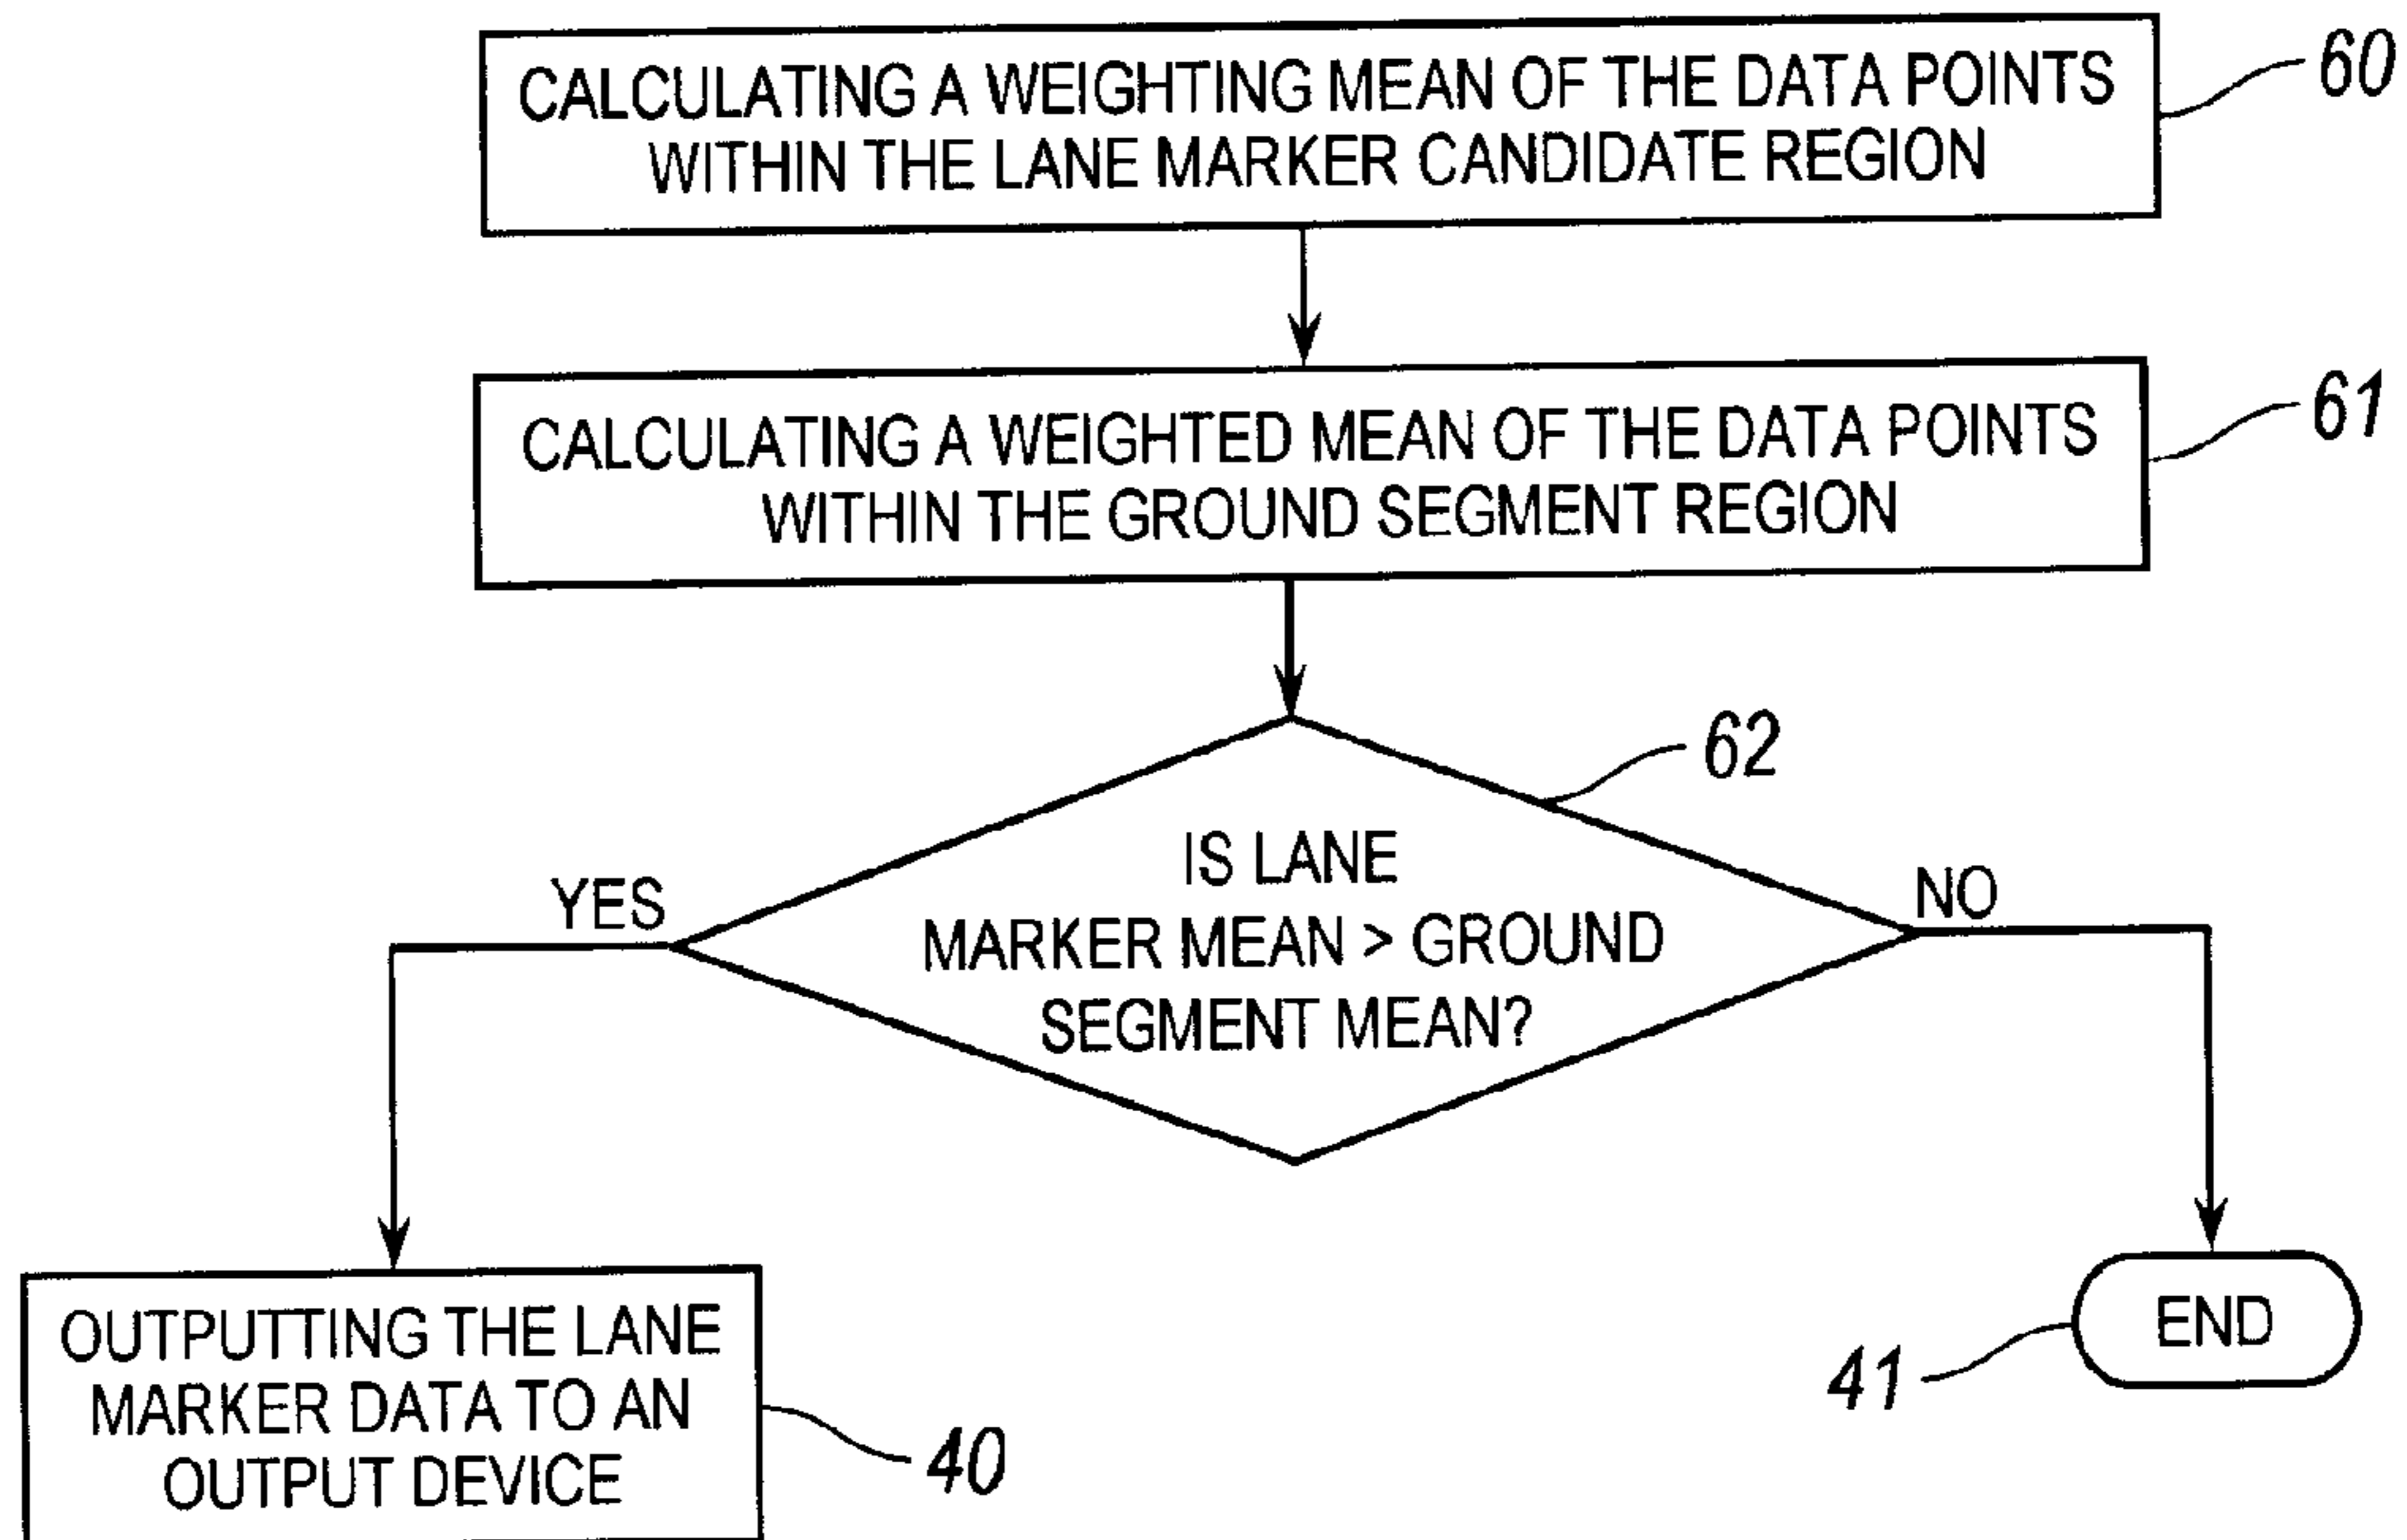 CALCULATING A WEIGHTING MEAN OF THE DATA POINTS
WITHIN THE LANE MARKER CANDIDATE REGION
60
CALCULATING A WEIGHTED MEAN OF THE DATA POINTS
WITHIN THE GROUND SEGMENT REGION
61
62
IS LANE
MARKER MEAN > GROUND
SEGMENT MEAN?
YES
NO
OUTPUTTING THE LANE
MARKER DATA TO AN
OUTPUT DEVICE
40
END
41